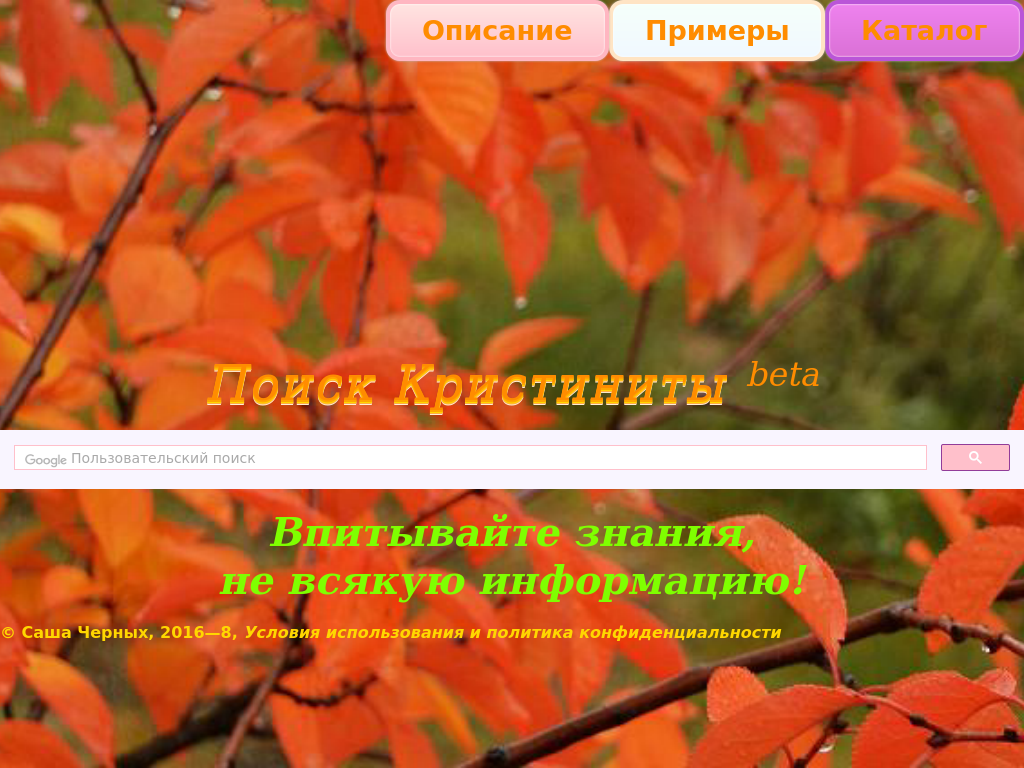 Описание Примеры Каталог
Поиск Кристиниты beta
Google Пользовательский поиск
Впитывайте знания,
не всякую информацию!
© Саша Черных, 2016—8, Условия использования и политика конфиденциальности